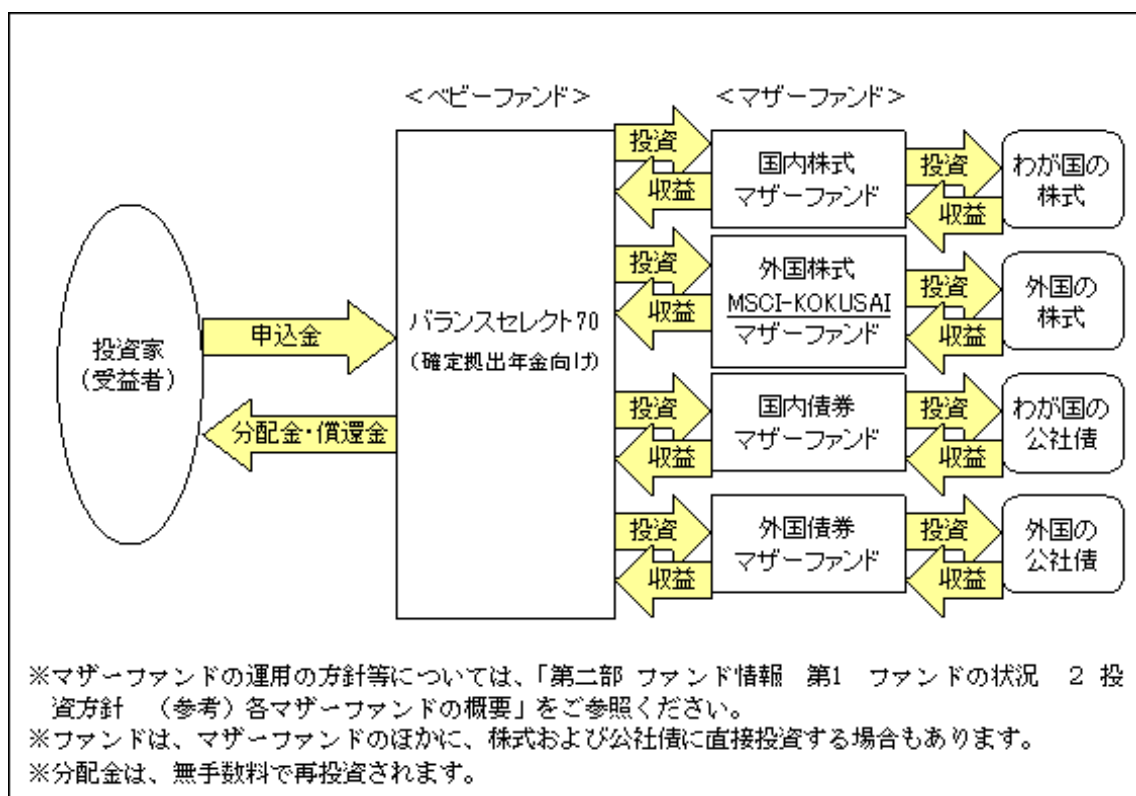 ＜ベビーファンド＞
＜マザーファンド＞
投資家
（受益者）
申込金
分配金・償還金
バランスセレクト70
（確定拠出年金向け）
投資
収益
国内株式
マザーファンド
投資
収益
わが国の
株式
投資
収益
外国株式
MSCI-KOKUSAI
マザーファンド
投資
収益
外国の
株式
投資
収益
国内債券
マザーファンド
投資
収益
わが国の
公社債
投資
収益
外国債券
マザーファンド
投資
収益
外国の
公社債
※マザーファンドの運用の方針等については、「第二部 ファンド情報　第1　ファンドの状況　2 投
資方針　（参考）各マザーファンドの概要」をご参照ください。
※ファンドは、マザーファンドのほかに、株式および公社債に直接投資する場合もあります。
※分配金は、無手数料で再投資されます。